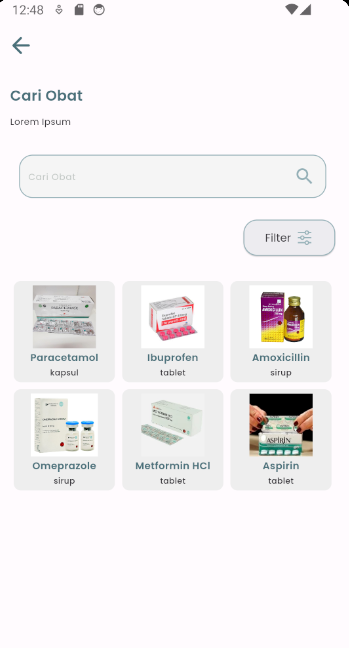 12:48
Cari Obat
Lorem Ipsum
Cari Obat
Filter
Paracetamol
kapsul
Ibuprofen
tablet
Amoxicillin
sirup
Omeprazole
sirup
Metformin HCl
tablet
ASPIRIN
Aspirin
tablet